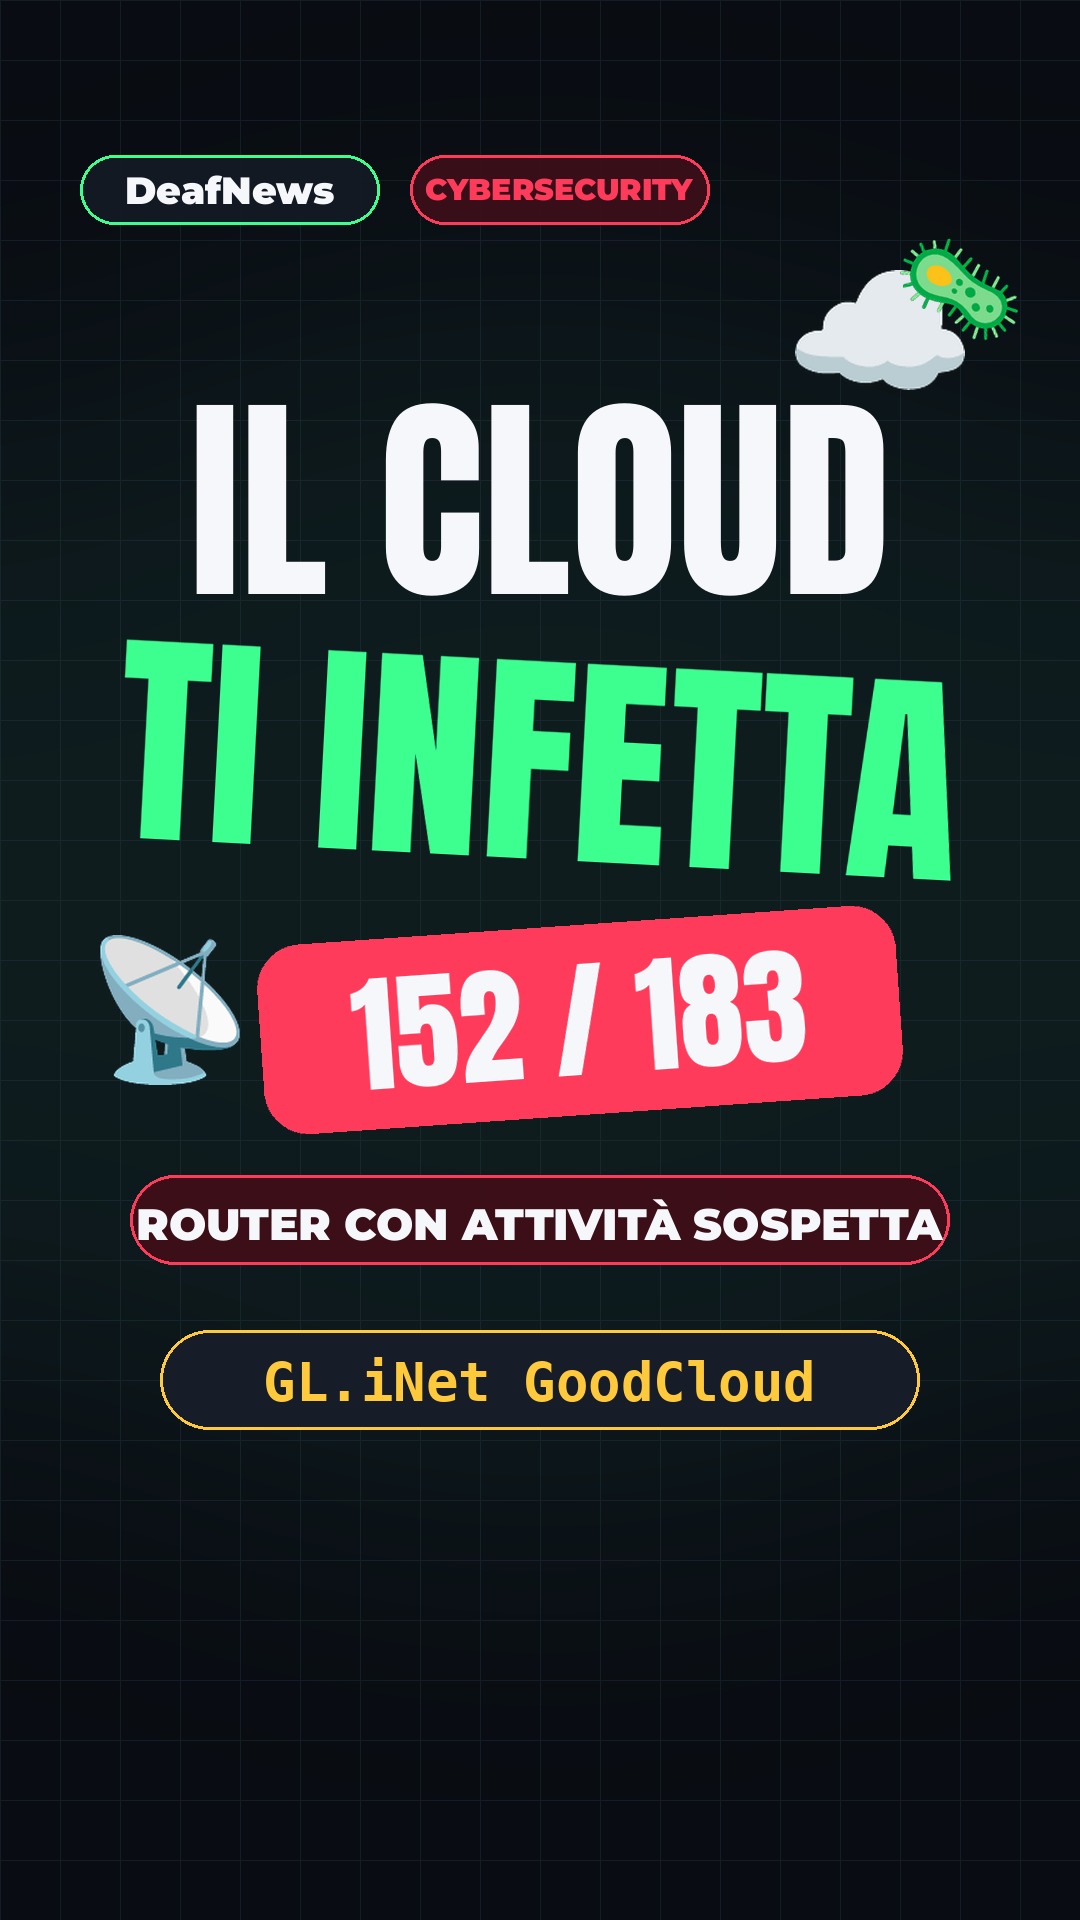 DeafNews
CYBERSECURITY
IL CLOUD
TI INFETTA
152 / 183
ROUTER CON ATTIVITÀ SOSPETTA
GL.iNet GoodCloud